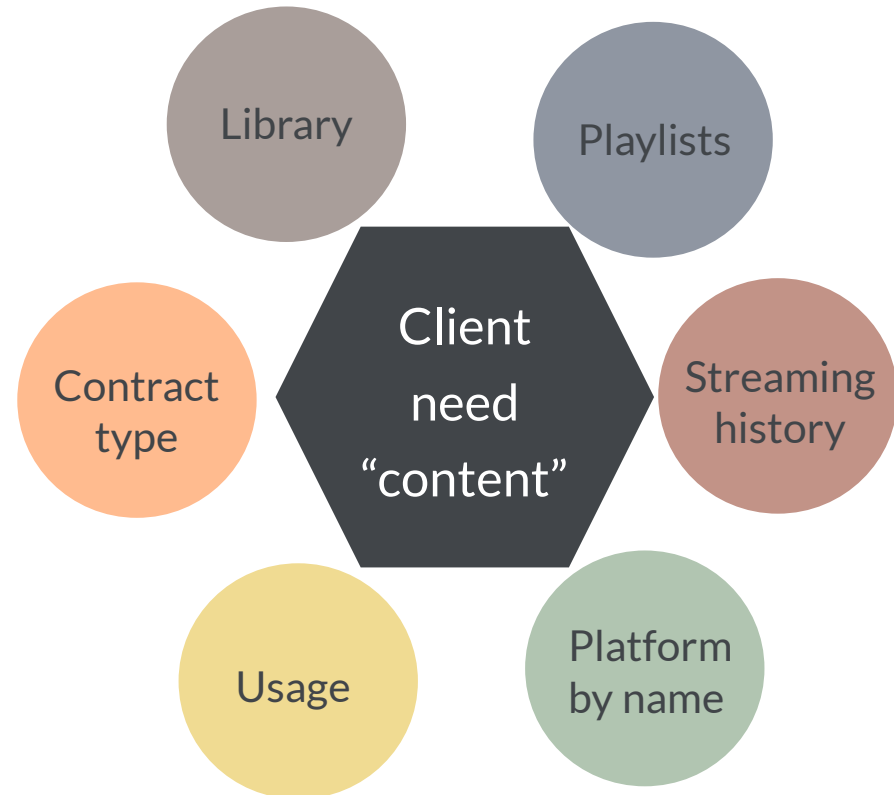 Library
Playlists
Client
need
“content”
Contract
type
Streaming
history
Usage
Platform
by name